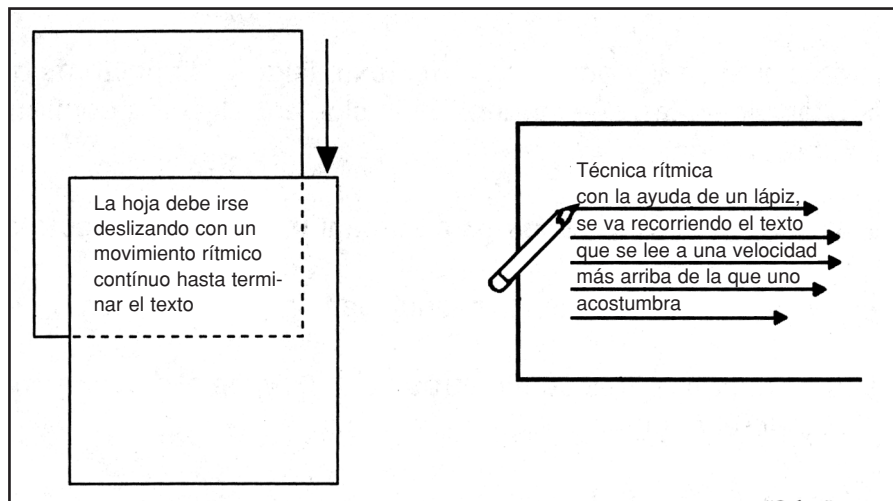 La hoja debe irse
deslizando con un
movimiento rítmico
contínuo hasta termi-
nar el texto
Técnica rítmica
con la ayuda de un lápiz,
se va recorriendo el texto
que se lee a una velocidad
más arriba de la que uno
acostumbra